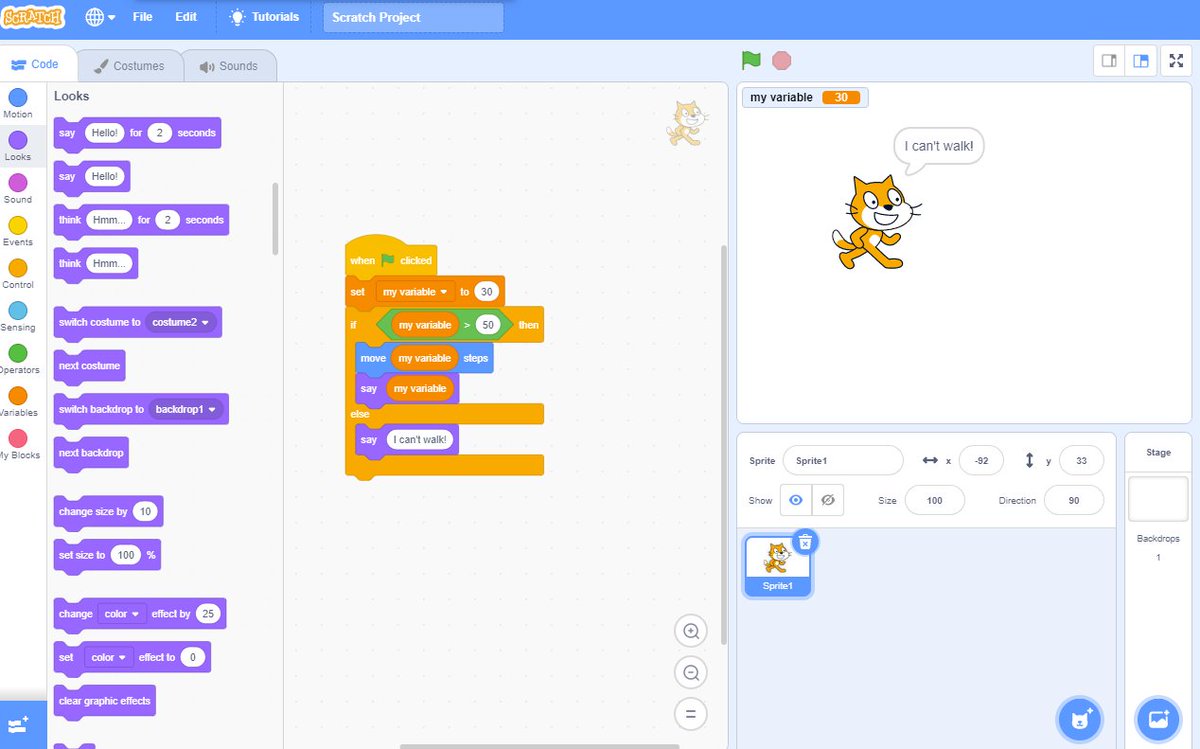 SCRATCH File Edit Tutorials Scratch Project
Code Costumes Sounds
Motion
Looks
Sound
Events
Control
Sensing
Operators
Variables
My Blocks
Looks
say Hello! for 2 seconds
say Hello!
think Hmm... for 2 seconds
think Hmm...
switch costume to costume2
next costume
switch backdrop to backdrop1
next backdrop
change size by 10
set size to 100 %
change color effect by 25
set color effect to 0
clear graphic effects
when clicked
set my variable to 30
if my variable > 50 then
move my variable steps
say my variable
else
say I can't walk!
my variable 30
I can't walk!
Sprite Sprite1 x -92 y 33
Show Size 100 Direction 90
Sprite1
Stage
Backdrops
1